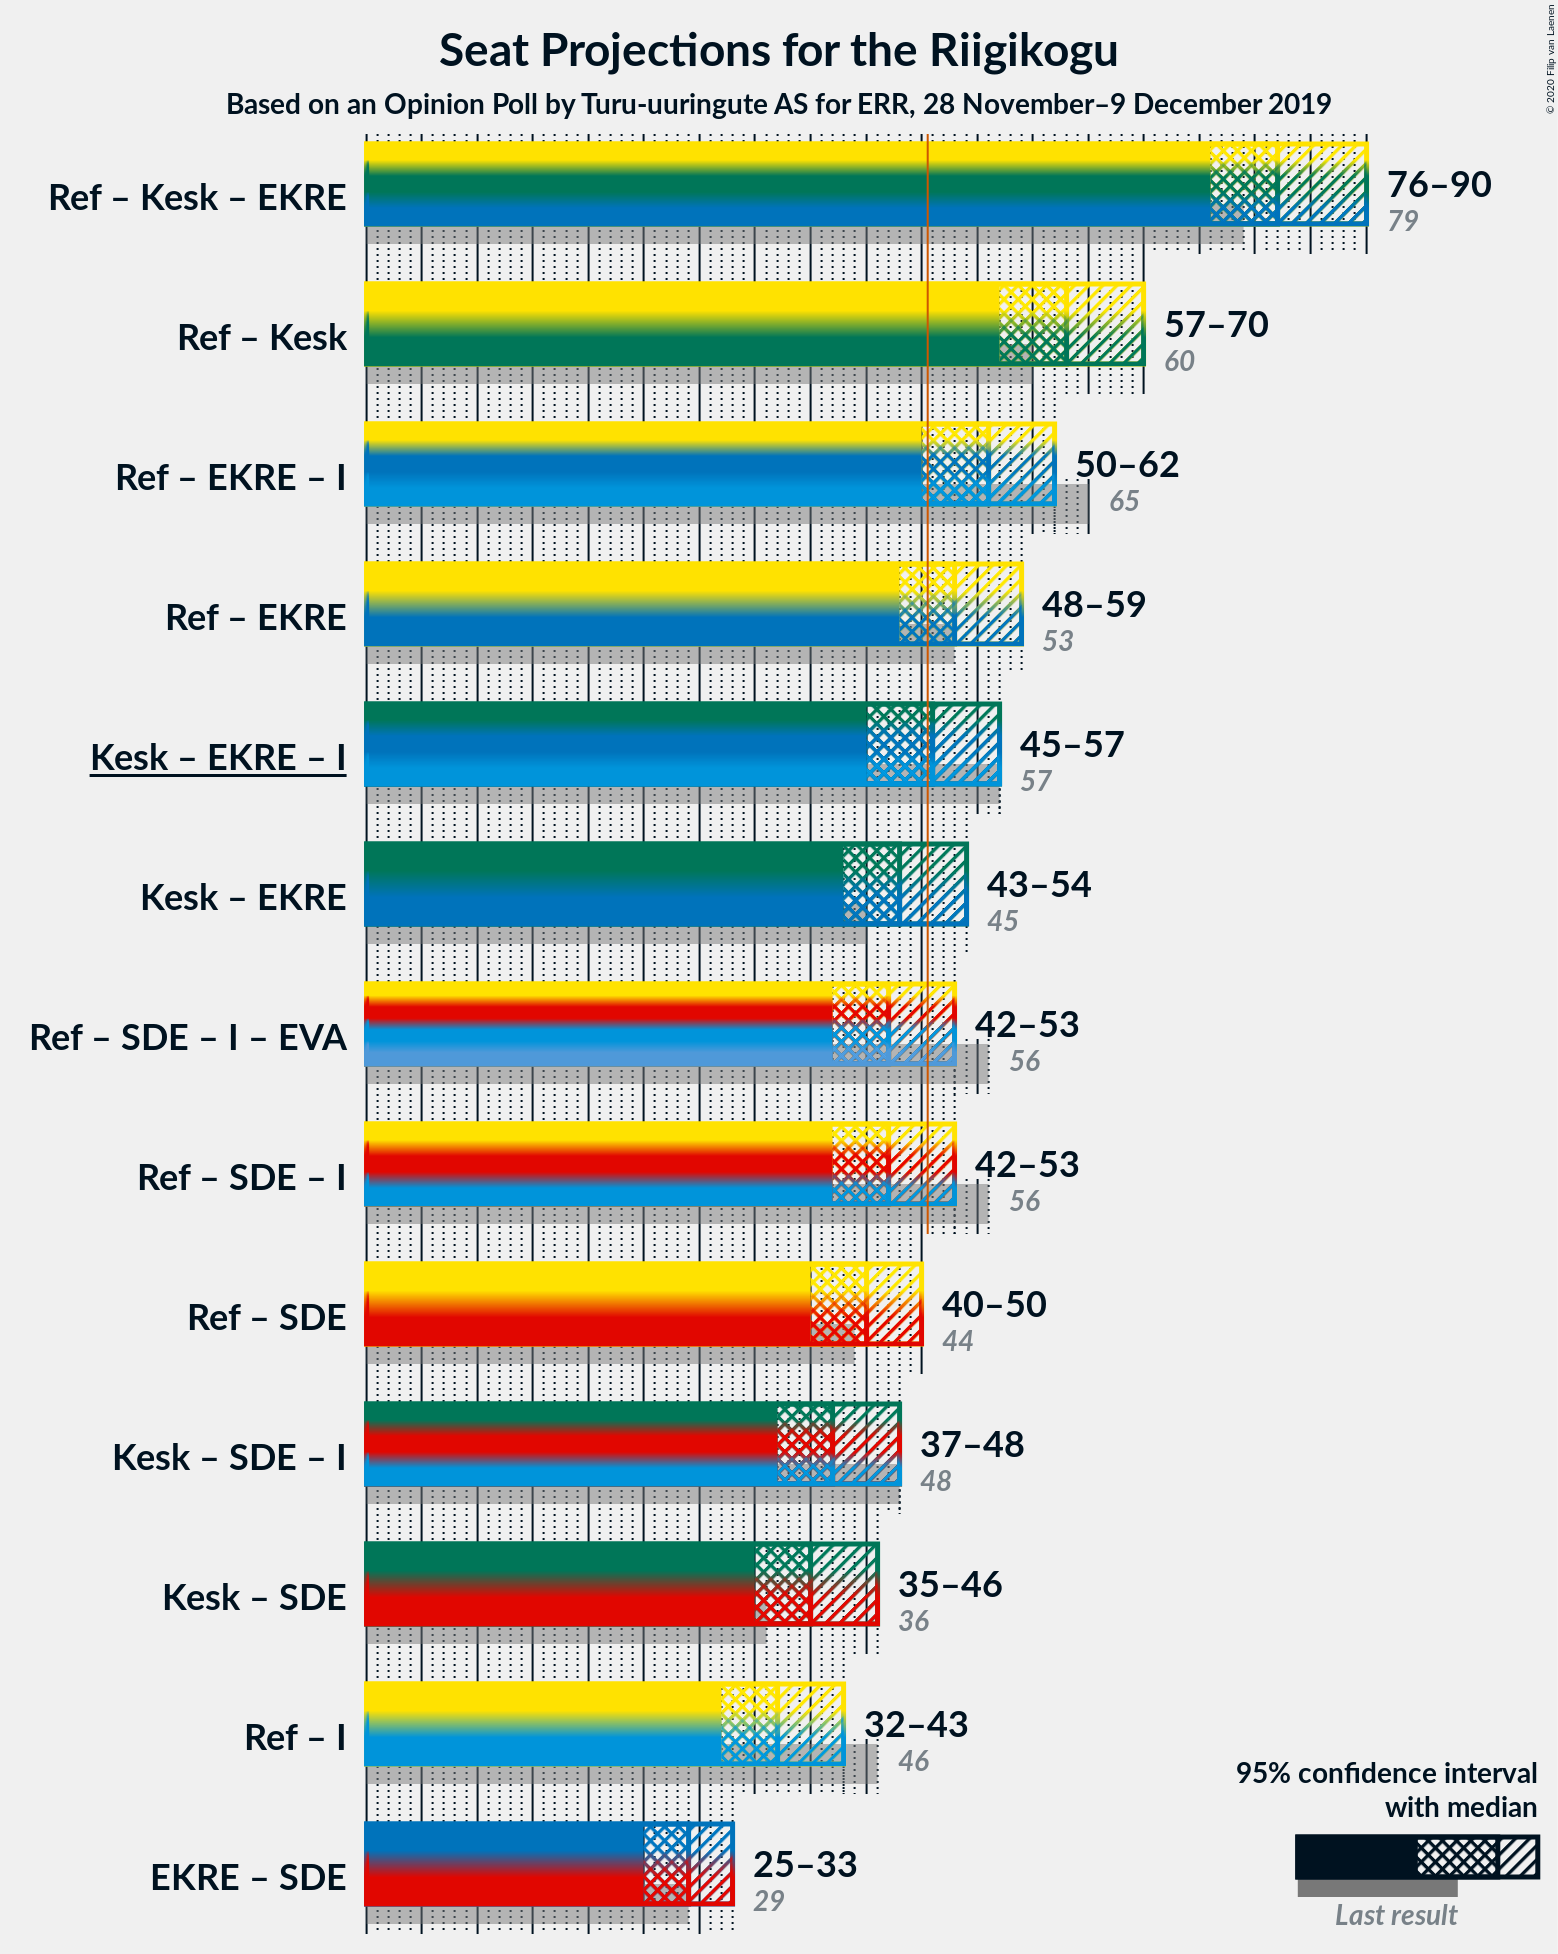 Seat Projections for the Riigikogu
Based on an Opinion Poll by Turu-uuringute AS for ERR, 28 November–9 December 2019
© 2020 Filip van Laenen
Ref – Kesk – EKRE
76–90
79
Ref – Kesk
57–70
60
Ref – EKRE – I
50–62
65
Ref – EKRE
48–59
53
Kesk – EKRE – I
45–57
57
Kesk – EKRE
43–54
45
Ref – SDE – I – EVA
42–53
56
Ref – SDE – I
42–53
56
Ref – SDE
40–50
44
Kesk – SDE – I
37–48
48
Kesk – SDE
35–46
36
Ref – I
32–43
46
EKRE – SDE
25–33
29
95% confidence interval
with median
Last result